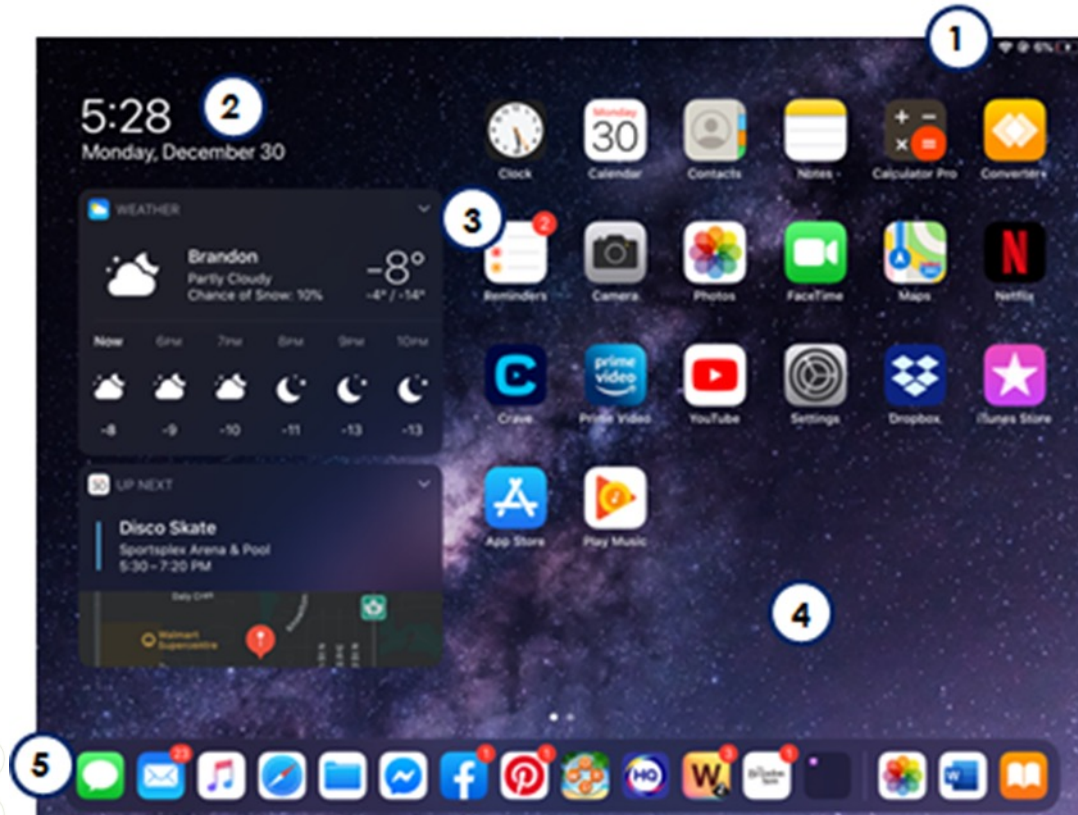 1
6%
5:28
2
Monday, December 30
WEATHER
Brandon
Partly Cloudy
Chance of Snow: 10%
-8°
-4° / -14°
Now 6PM 7PM 8PM 9PM 10PM
-8 -9 -10 -11 -13 -13
UP NEXT
Disco Skate
Sportsplex Arena & Pool
5:30-7:20 PM
Walmart
Supercentre
3
Monday
30
Clock Calendar Contacts Notes Calculator Pro
2
Reminders Camera Photos FaceTime Maps Netflix
prime
video
Crave Prime Video YouTube Settings Dropbox iTunes Store
App Store Play Music
4
5
23 1 1 3 1
HQ W W